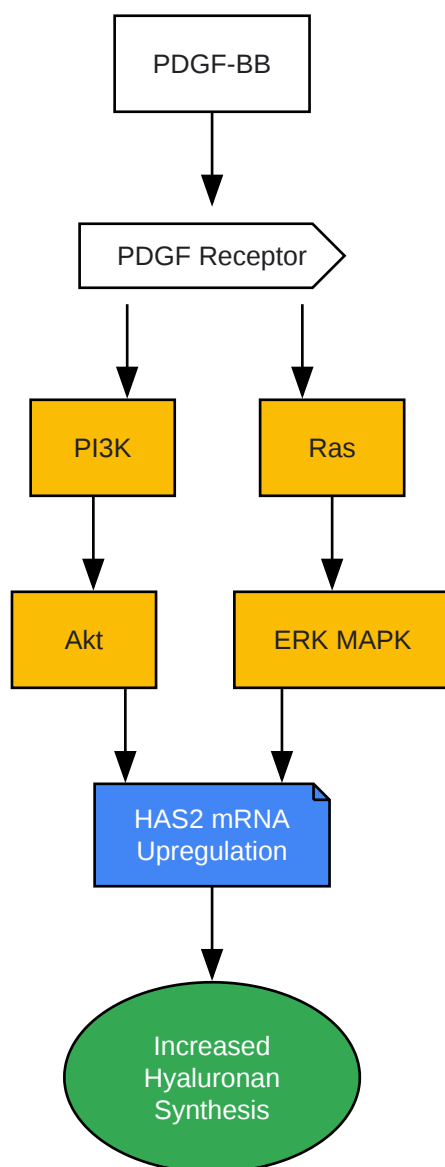 PDGF-BB
PDGF Receptor
PI3K
Ras
Akt
ERK MAPK
HAS2 mRNA
Upregulation
Increased
Hyaluronan
Synthesis